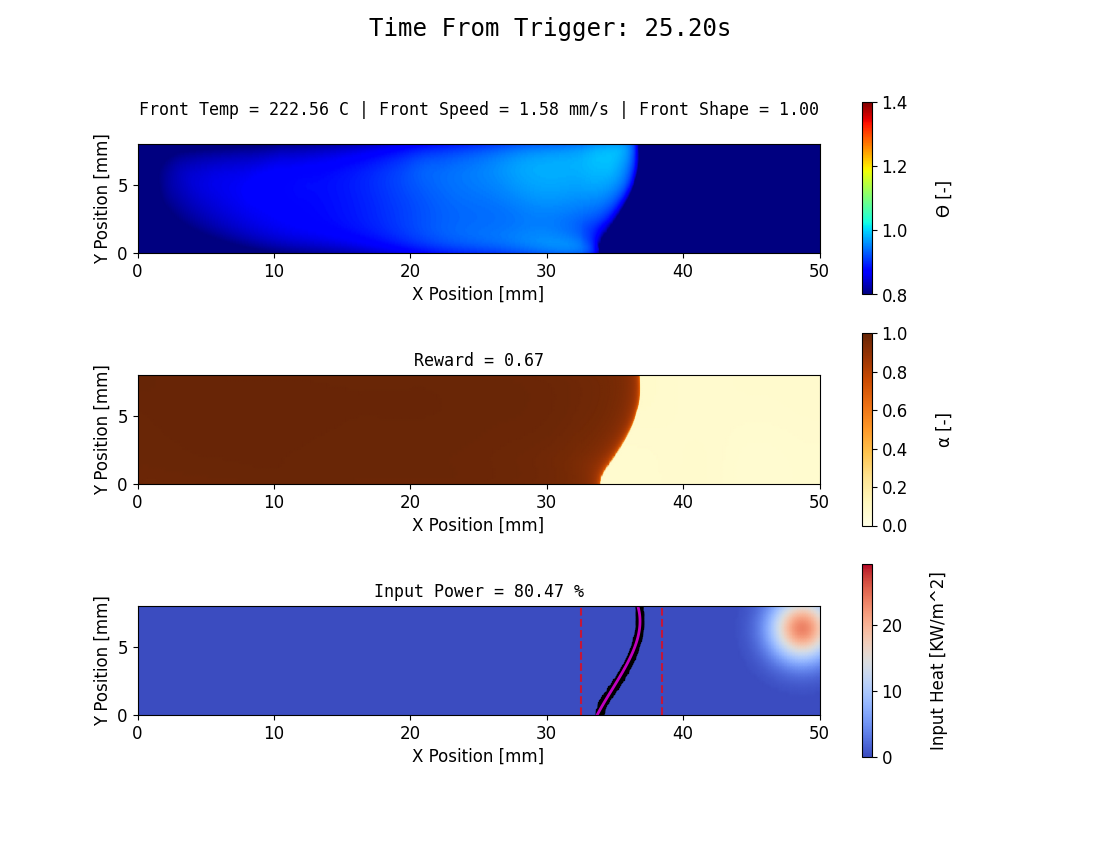 Time From Trigger: 25.20s
Front Temp = 222.56 C | Front Speed = 1.58 mm/s | Front Shape = 1.00
Y Position [mm]
5
0
0 10 20 30 40 50
X Position [mm]
1.4
1.2
1.0
0.8
Θ [-]
Reward = 0.67
Y Position [mm]
5
0
0 10 20 30 40 50
X Position [mm]
1.0
0.8
0.6
0.4
0.2
0.0
α [-]
Input Power = 80.47 %
Y Position [mm]
5
0
0 10 20 30 40 50
X Position [mm]
20
10
0
Input Heat [KW/m^2]